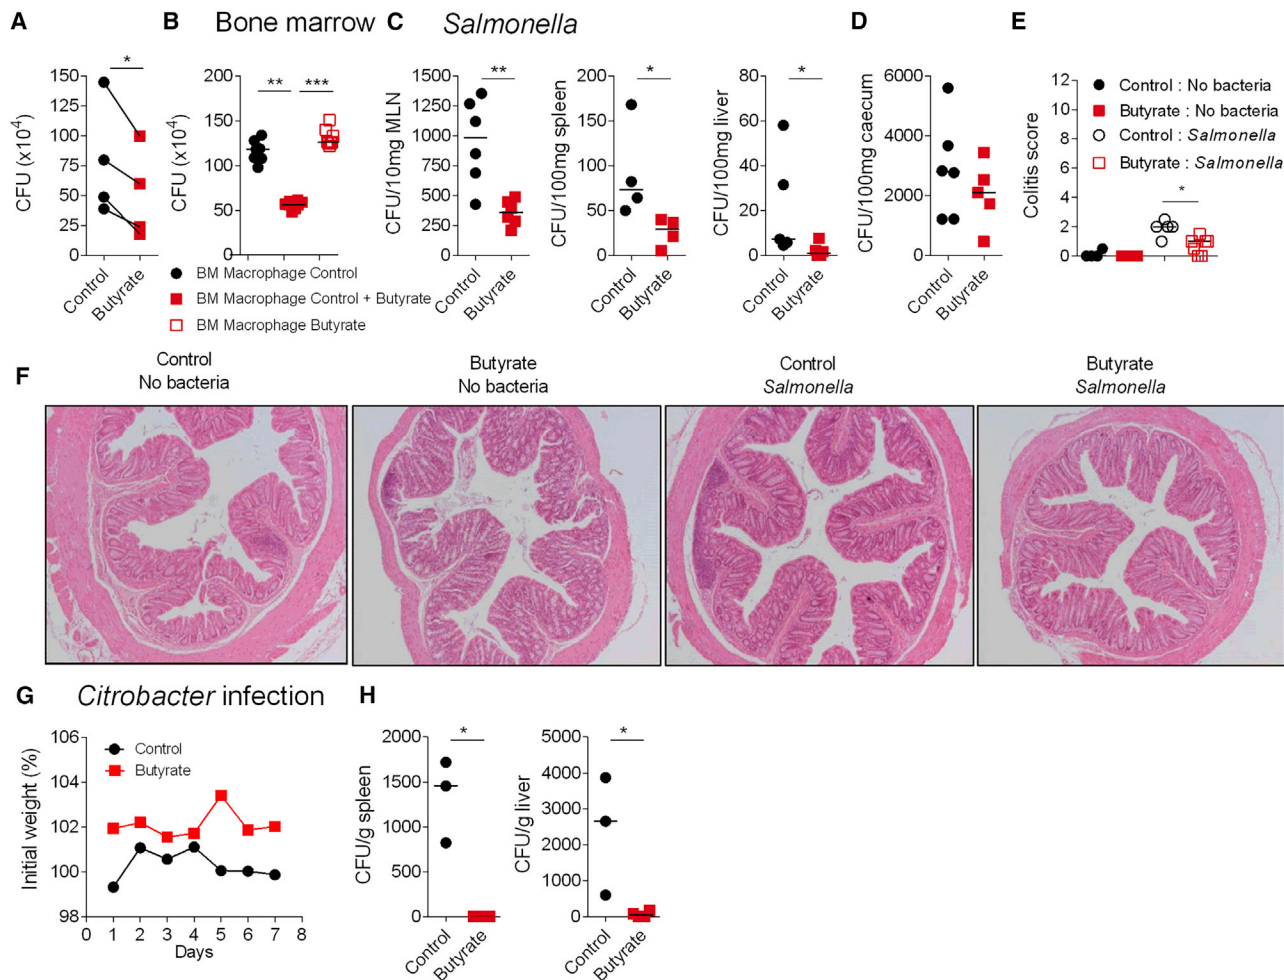 A
B Bone marrow
C Salmonella
D
E
*
CFU (x10⁴)
150
125
100
75
50
25
0
Control
Butyrate
** ***
CFU (x10⁴)
200
150
100
50
0
BM Macrophage Control
BM Macrophage Control + Butyrate
BM Macrophage Butyrate
**
CFU/10mg MLN
1500
1250
1000
750
500
250
0
Control
Butyrate
*
CFU/100mg spleen
200
150
100
50
0
Control
Butyrate
*
CFU/100mg liver
80
60
40
20
0
Control
Butyrate
CFU/100mg caecum
6000
4000
2000
0
Control
Butyrate
Colitis score
12
10
8
6
4
2
0
Control : No bacteria
Butyrate : No bacteria
Control : Salmonella
Butyrate : Salmonella
*
F
Control
No bacteria
Butyrate
No bacteria
Control
Salmonella
Butyrate
Salmonella
G Citrobacter infection
Initial weight (%)
106
104
102
100
98
Control
Butyrate
0 1 2 3 4 5 6 7 8
Days
H
*
CFU/g spleen
2000
1500
1000
500
0
Control
Butyrate
*
CFU/g liver
5000
4000
3000
2000
1000
0
Control
Butyrate